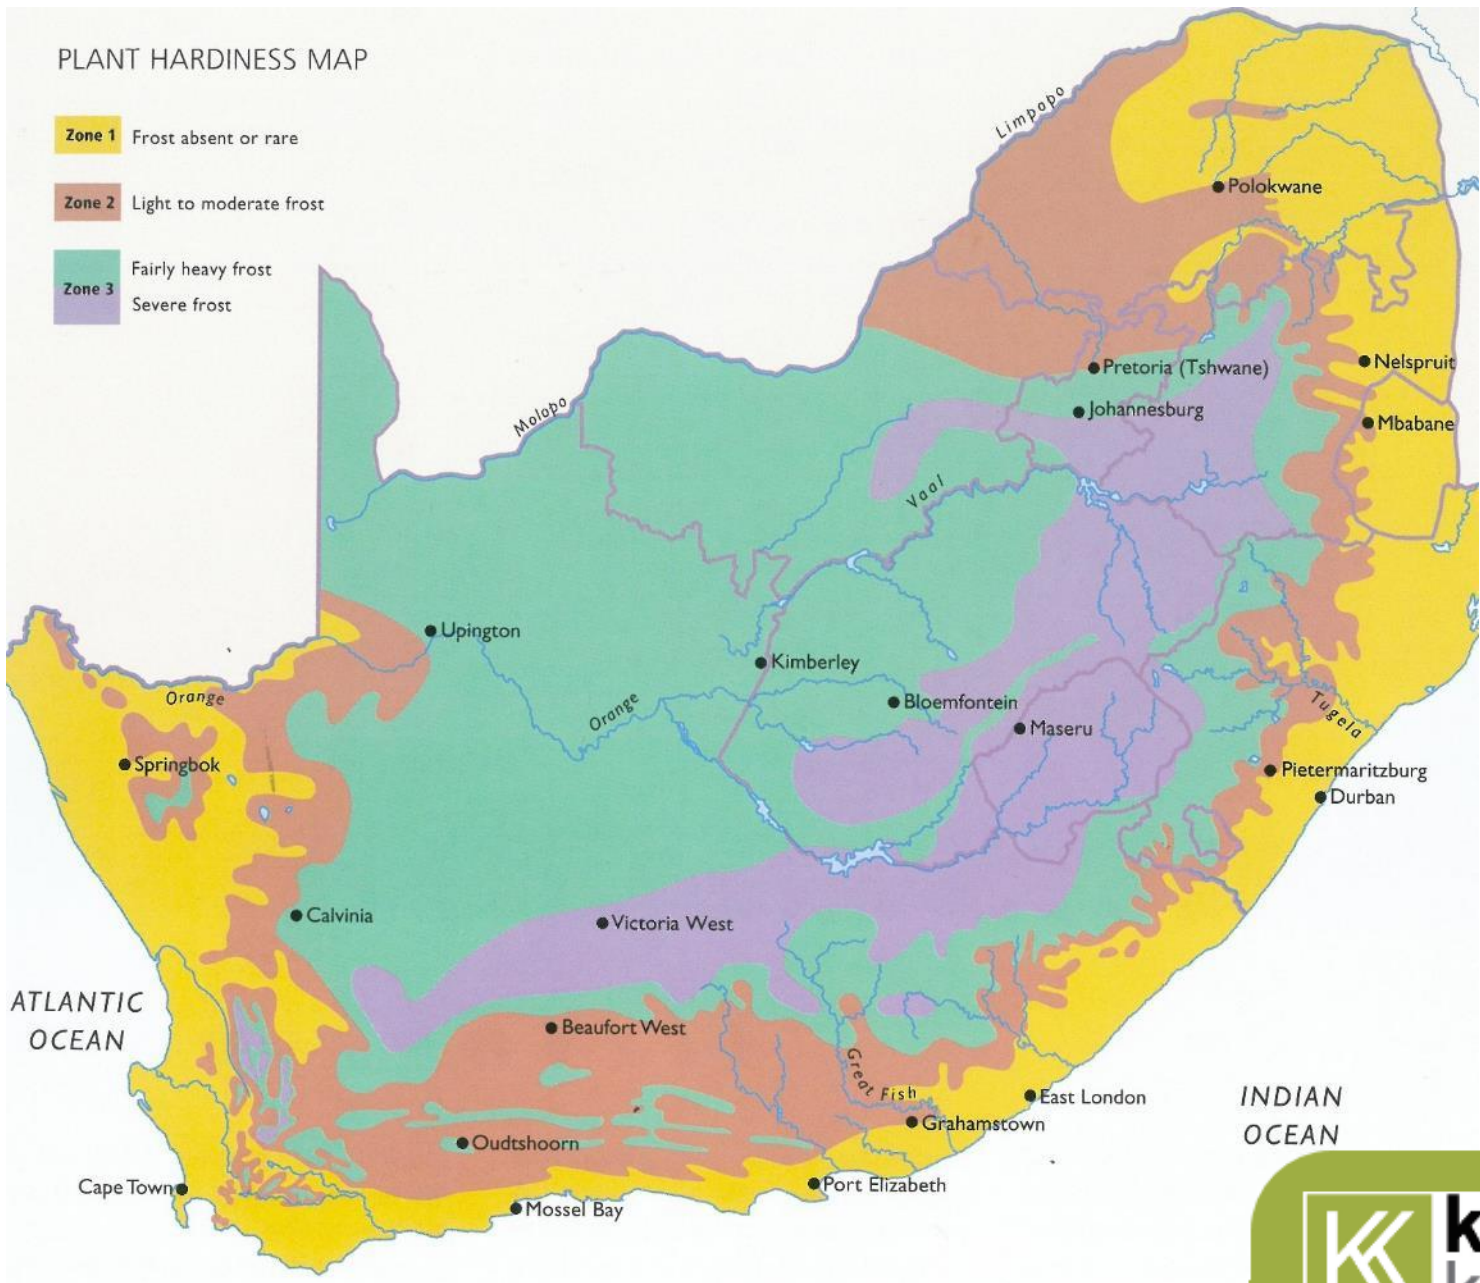 PLANT HARDINESS MAP
Zone 1 Frost absent or rare
Zone 2 Light to moderate frost
Zone 3 Fairly heavy frost
Severe frost
Limpopo
Polokwane
Nelspruit
Pretoria (Tshwane)
Johannesburg
Mbabane
Molopo
Vaal
Upington
Kimberley
Orange
Orange
Bloemfontein
Maseru
Tugela
Springbok
Pietermaritzburg
Durban
Calvinia
Victoria West
ATLANTIC
OCEAN
Beaufort West
Great Fish
East London
INDIAN
OCEAN
Grahamstown
Oudtshoorn
Cape Town
Port Elizabeth
Mossel Bay
KK